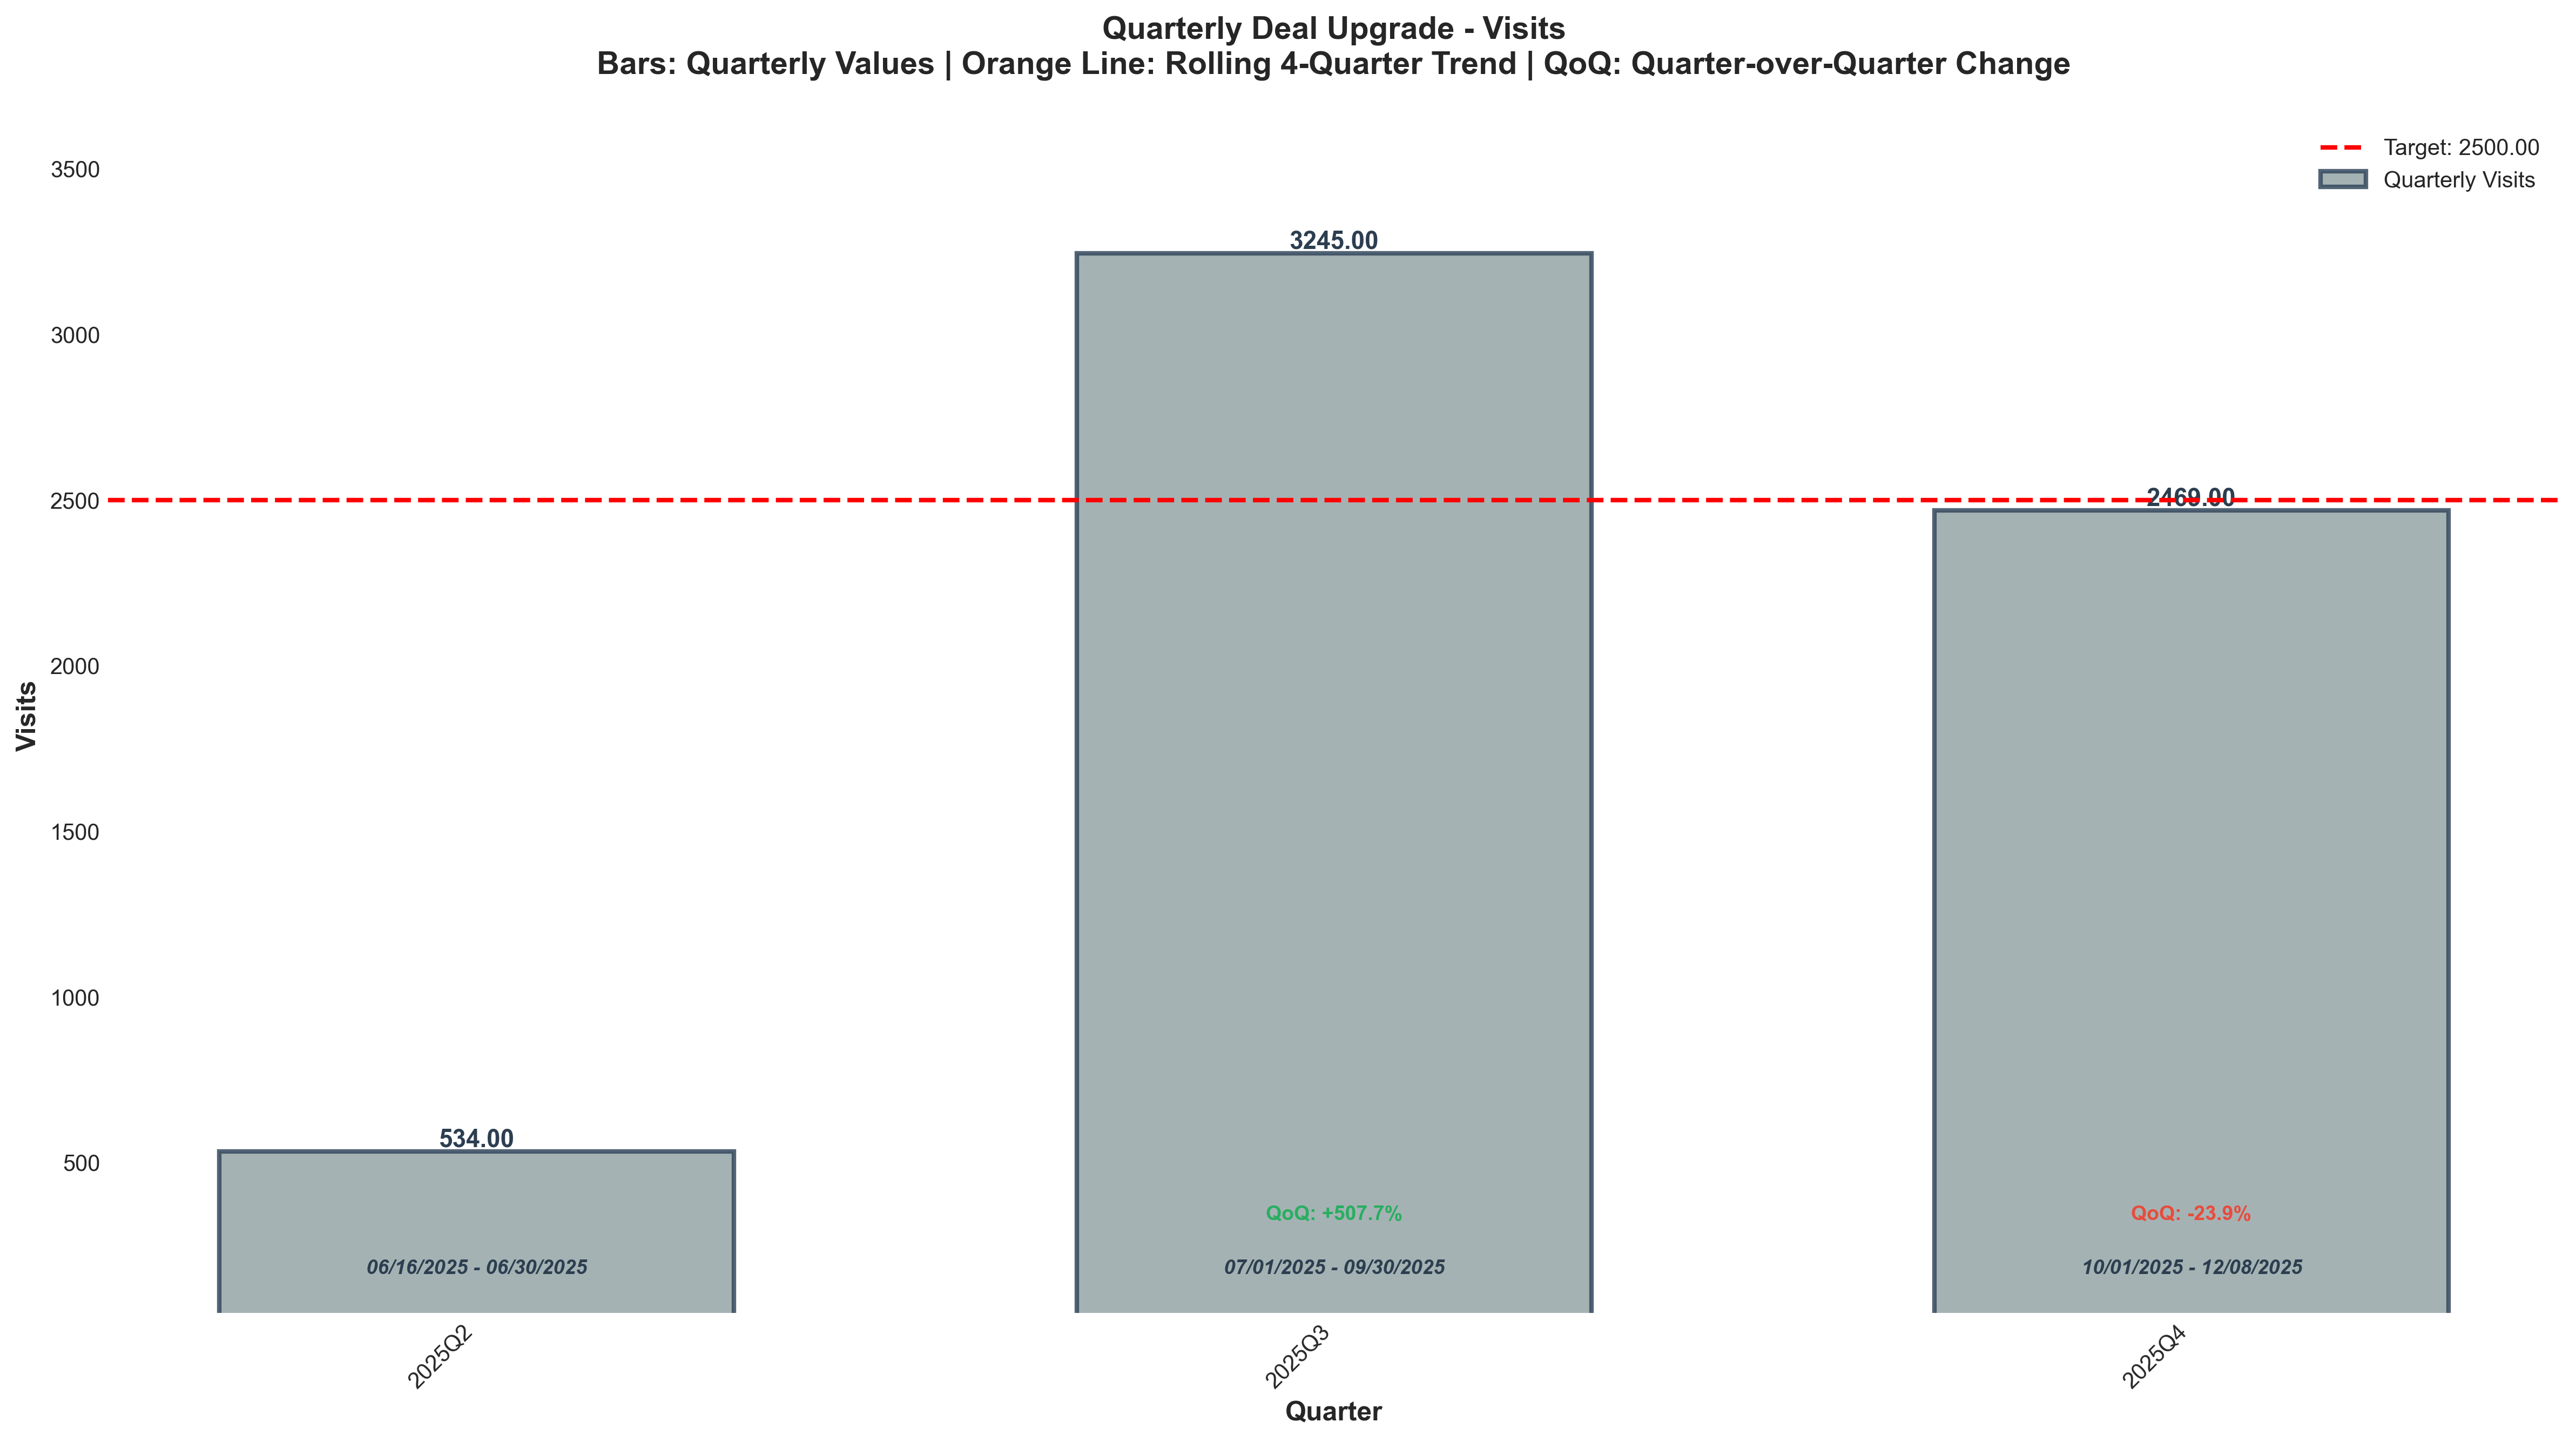 Quarterly Deal Upgrade - Visits
Bars: Quarterly Values | Orange Line: Rolling 4-Quarter Trend | QoQ: Quarter-over-Quarter Change
Target: 2500.00
Quarterly Visits
3500
3000
2500
2000
1500
1000
500
Visits
534.00
06/16/2025 - 06/30/2025
3245.00
QoQ: +507.7%
07/01/2025 - 09/30/2025
2469.00
QoQ: -23.9%
10/01/2025 - 12/08/2025
2025Q2
2025Q3
2025Q4
Quarter